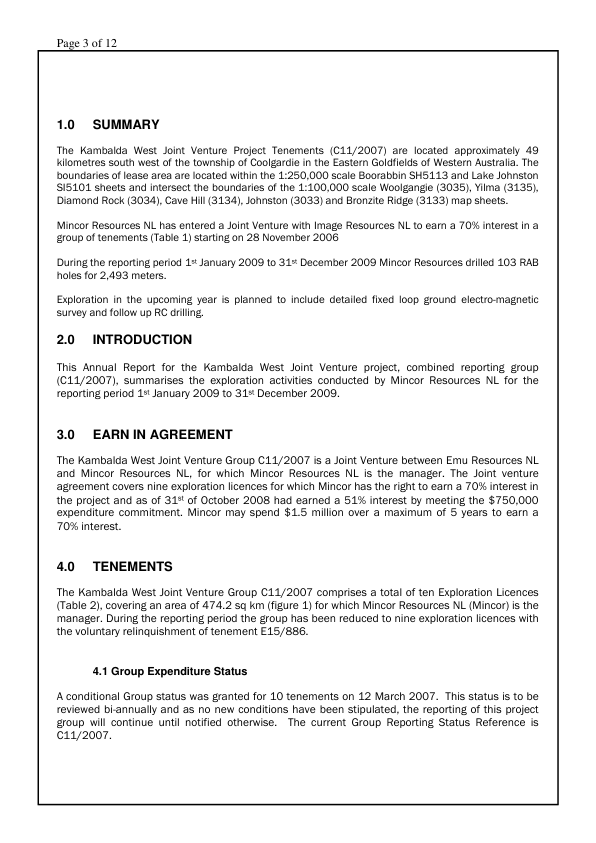 Page 3 of 12
1.0 SUMMARY
The Kambalda West Joint Venture Project Tenements (C11/2007) are located approximately 49
kilometres south west of the township of Coolgardie in the Eastern Goldfields of Western Australia. The
boundaries of lease area are located within the 1:250,000 scale Boorabbin SH5113 and Lake Johnston
SI5101 sheets and intersect the boundaries of the 1:100,000 scale Woolgangie (3035), Yilma (3135),
Diamond Rock (3034), Cave Hill (3134), Johnston (3033) and Bronzite Ridge (3133) map sheets.
Mincor Resources NL has entered a Joint Venture with Image Resources NL to earn a 70% interest in a
group of tenements (Table 1) starting on 28 November 2006
During the reporting period 1st January 2009 to 31st December 2009 Mincor Resources drilled 103 RAB
holes for 2,493 meters.
Exploration in the upcoming year is planned to include detailed fixed loop ground electro-magnetic
survey and follow up RC drilling.
2.0 INTRODUCTION
This Annual Report for the Kambalda West Joint Venture project, combined reporting group
(C11/2007), summarises the exploration activities conducted by Mincor Resources NL for the
reporting period 1st January 2009 to 31st December 2009.
3.0 EARN IN AGREEMENT
The Kambalda West Joint Venture Group C11/2007 is a Joint Venture between Emu Resources NL
and Mincor Resources NL, for which Mincor Resources NL is the manager. The Joint venture
agreement covers nine exploration licences for which Mincor has the right to earn a 70% interest in
the project and as of 31st of October 2008 had earned a 51% interest by meeting the $750,000
expenditure commitment. Mincor may spend $1.5 million over a maximum of 5 years to earn a
70% interest.
4.0 TENEMENTS
The Kambalda West Joint Venture Group C11/2007 comprises a total of ten Exploration Licences
(Table 2), covering an area of 474.2 sq km (figure 1) for which Mincor Resources NL (Mincor) is the
manager. During the reporting period the group has been reduced to nine exploration licences with
the voluntary relinquishment of tenement E15/886.
4.1 Group Expenditure Status
A conditional Group status was granted for 10 tenements on 12 March 2007. This status is to be
reviewed bi-annually and as no new conditions have been stipulated, the reporting of this project
group will continue until notified otherwise. The current Group Reporting Status Reference is
C11/2007.